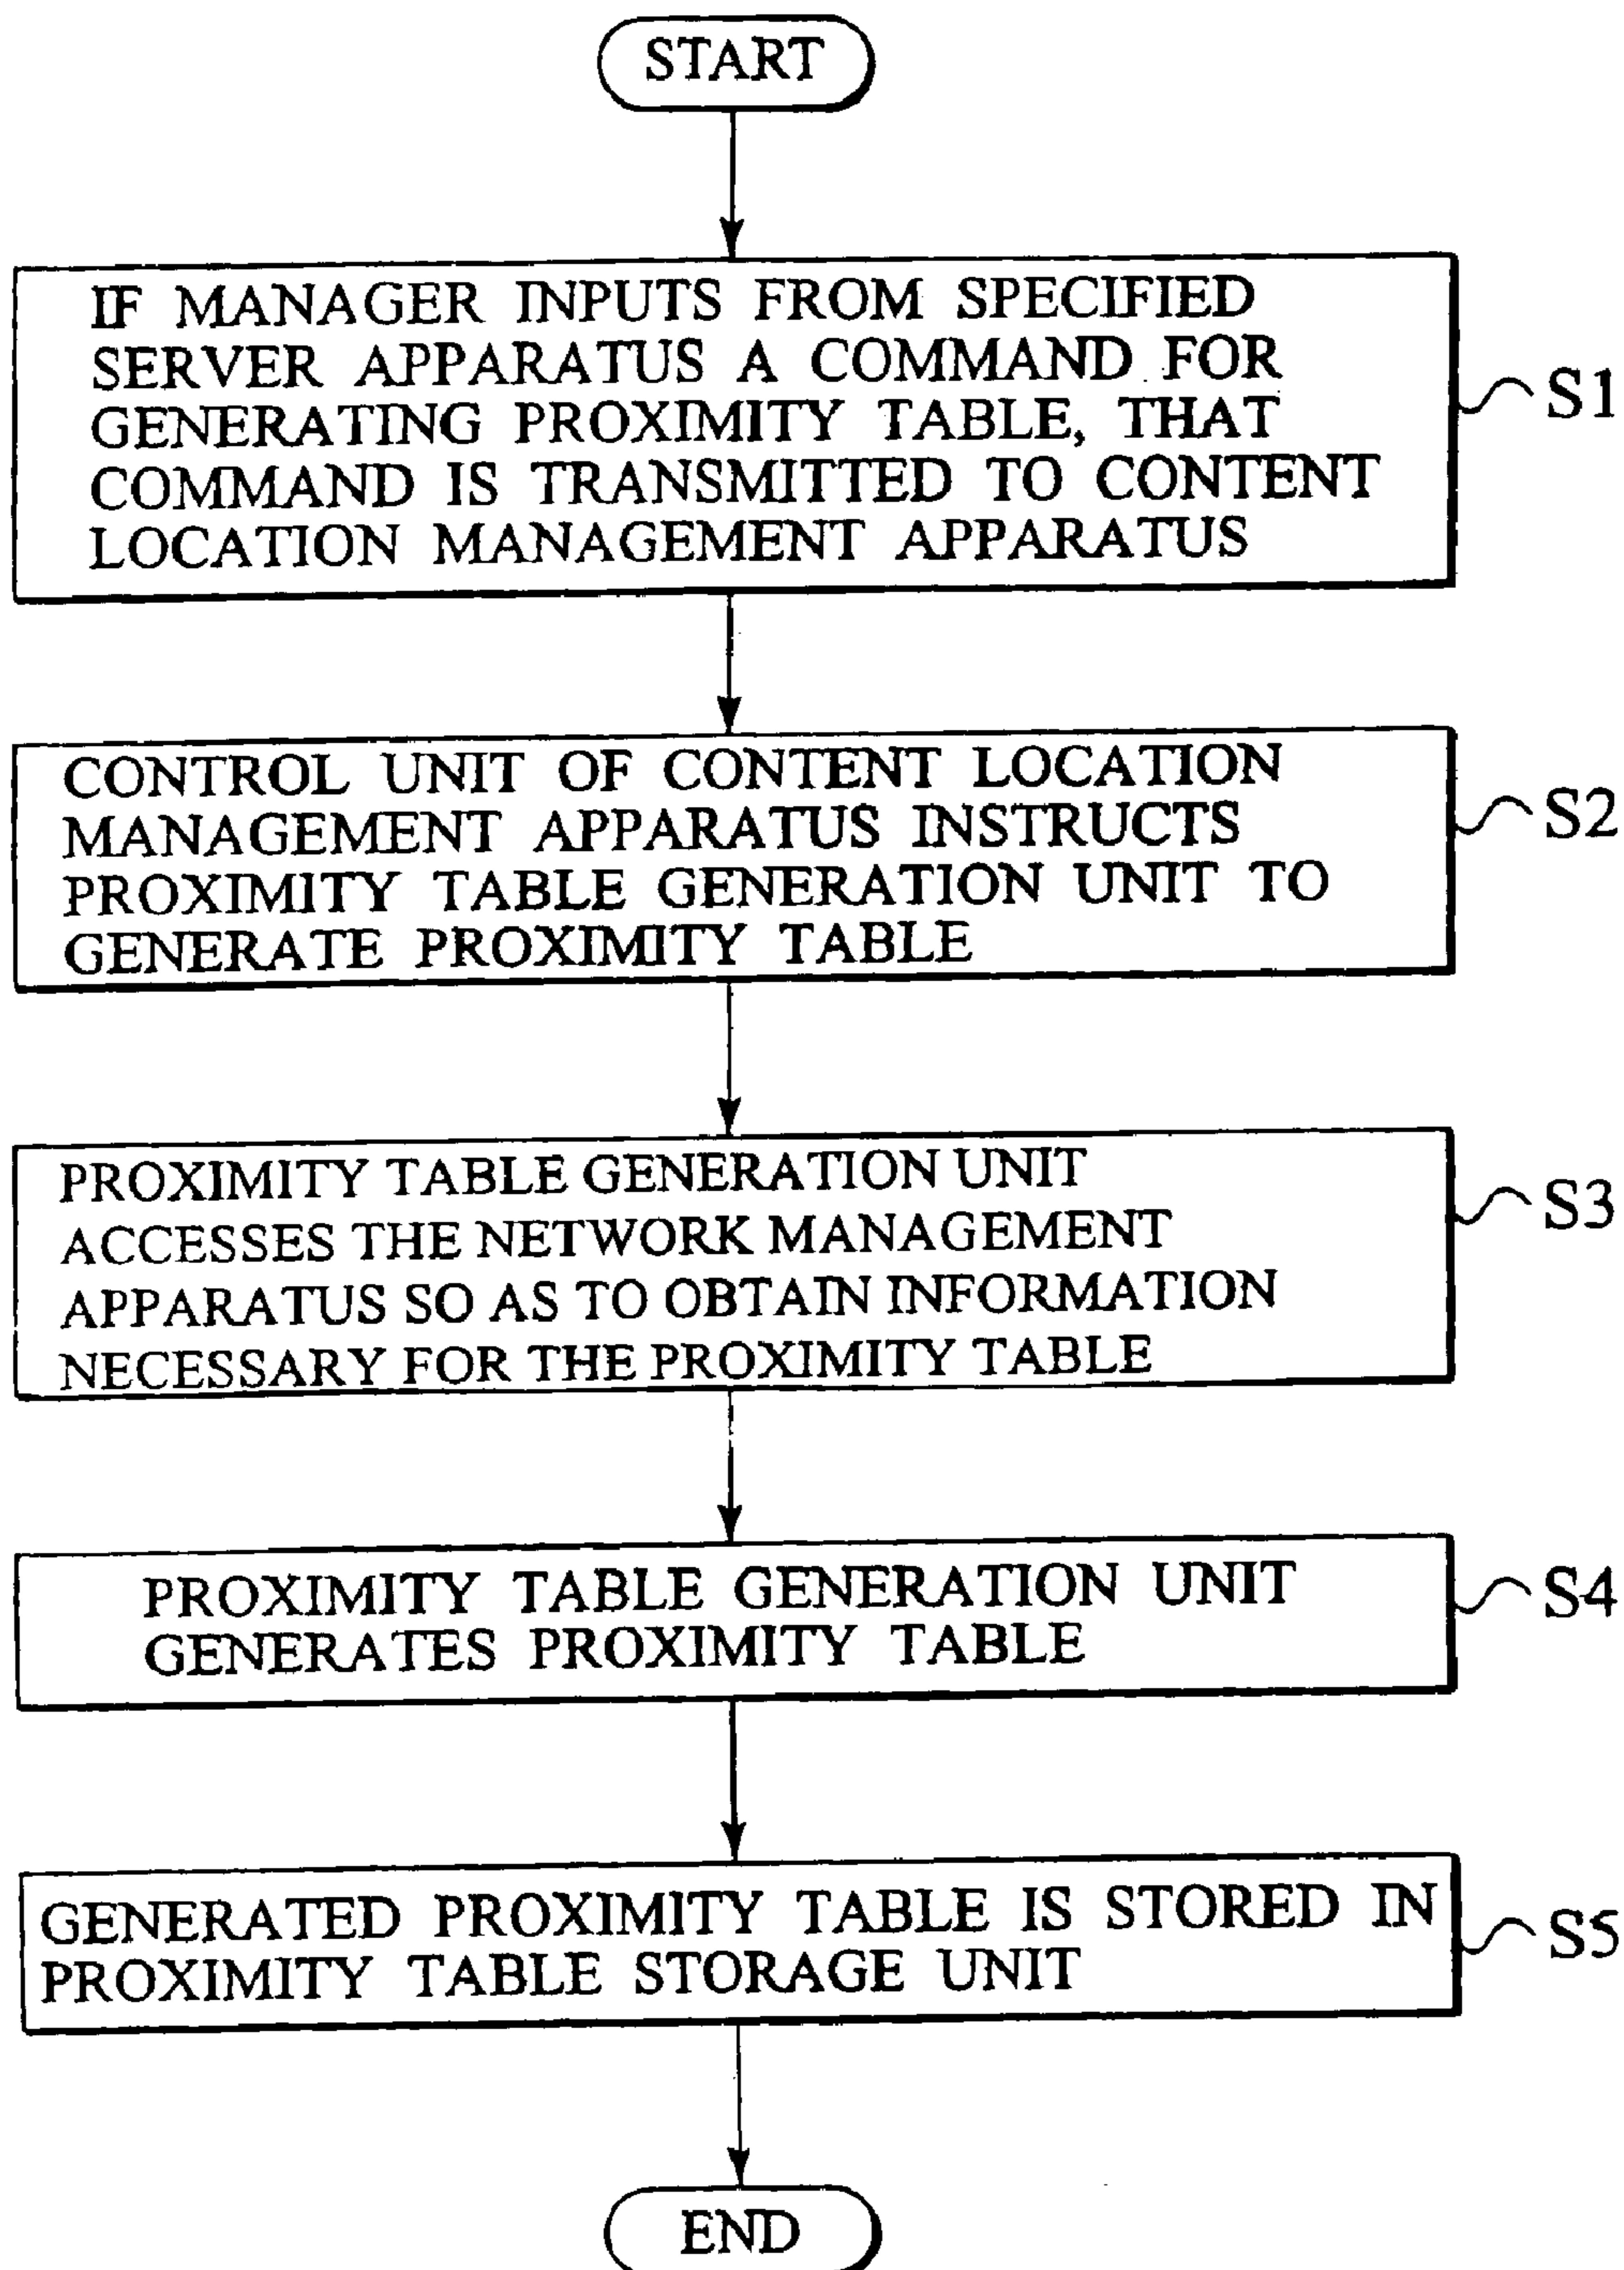 START
IF MANAGER INPUTS FROM SPECIFIED
SERVER APPARATUS A COMMAND FOR
GENERATING PROXIMITY TABLE, THAT
COMMAND IS TRANSMITTED TO CONTENT
LOCATION MANAGEMENT APPARATUS
S1
CONTROL UNIT OF CONTENT LOCATION
MANAGEMENT APPARATUS INSTRUCTS
PROXIMITY TABLE GENERATION UNIT TO
GENERATE PROXIMITY TABLE
S2
PROXIMITY TABLE GENERATION UNIT
ACCESSES THE NETWORK MANAGEMENT
APPARATUS SO AS TO OBTAIN INFORMATION
NECESSARY FOR THE PROXIMITY TABLE
S3
PROXIMITY TABLE GENERATION UNIT
GENERATES PROXIMITY TABLE
S4
GENERATED PROXIMITY TABLE IS STORED IN
PROXIMITY TABLE STORAGE UNIT
S5
END